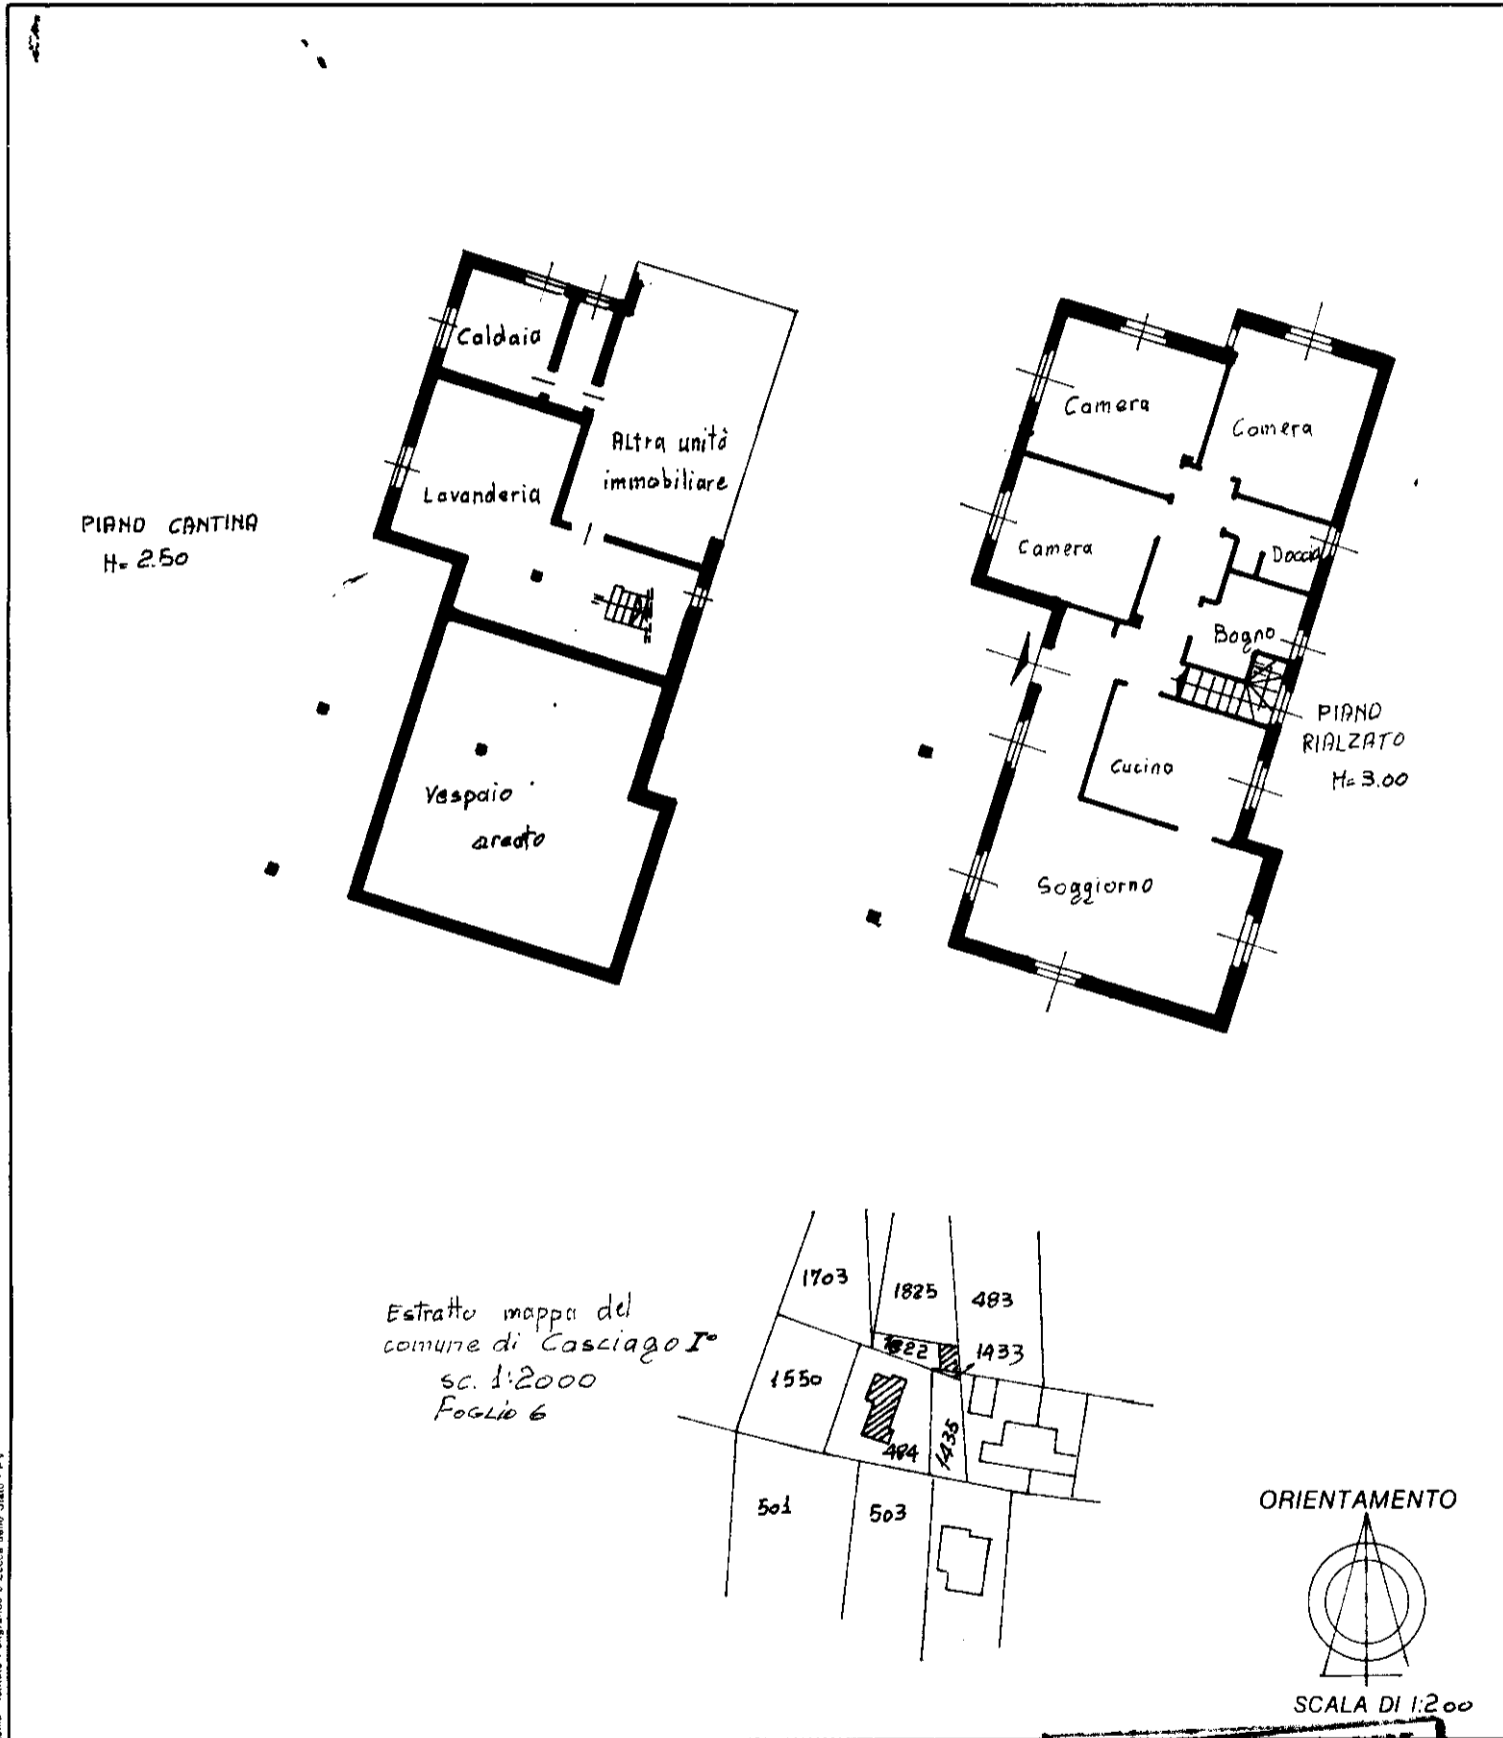 Caldaia
Altra unità
immobiliare
Lavanderia
PIANO CANTINA
H= 2.50
Vespaio
areato
Camera
Camera
Camera
Doccia
Bagno
PIANO
RIALZATO
H= 3.00
Cucina
Soggiorno
Estratto mappa del
comune di Casciago I°
sc. 1:2000
FOGLIO 6
1703
1825
483
1822
1433
1550
484
1435
501
503
ORIENTAMENTO
SCALA DI 1:200